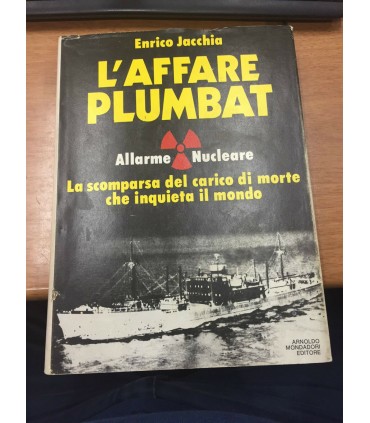 Enrico Jacchia
L'AFFARE
PLUMBAT
Allarme Nucleare
La scomparsa del carico di morte
che inquieta il mondo
ARNOLDO
MONDADORI
EDITORE